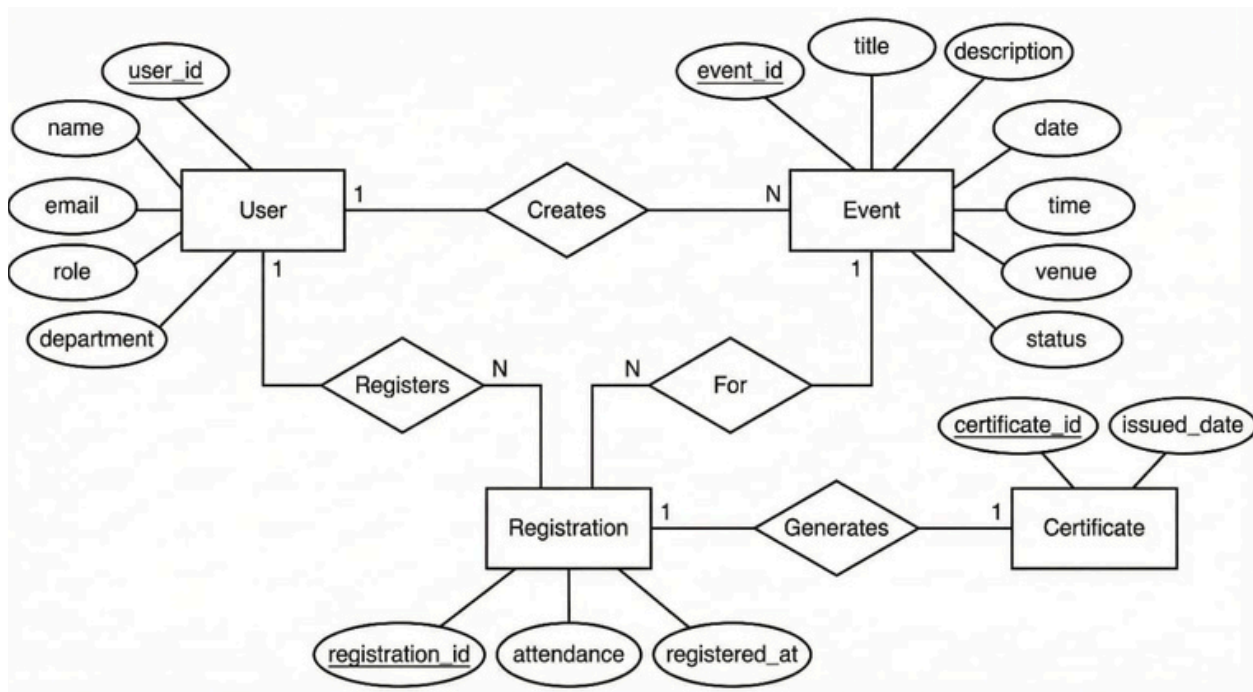 user_id
name
email
role
department
User
1
1
Creates
N
event_id
title
description
date
time
venue
status
Event
1
Registers
N
N
For
certificate_id
issued_date
Registration
1
Generates
1
Certificate
registration_id
attendance
registered_at